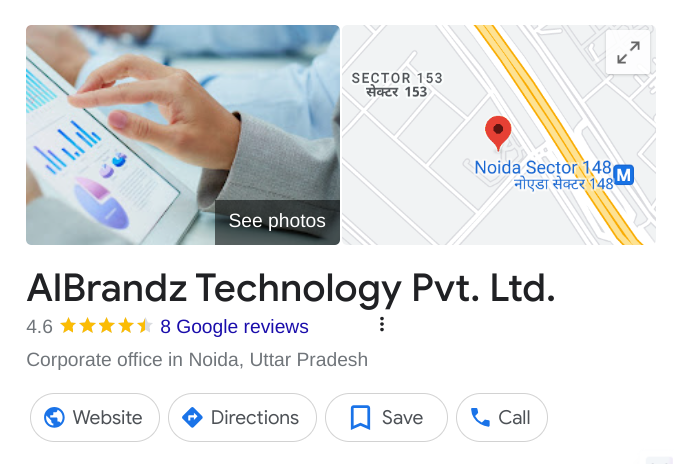 SECTOR 153
सेक्टर 153
Noida Sector 148
नोएडा सेक्टर 148
M
See photos
AIBrandz Technology Pvt. Ltd.
4.6 8 Google reviews
Corporate office in Noida, Uttar Pradesh
Website Directions Save Call